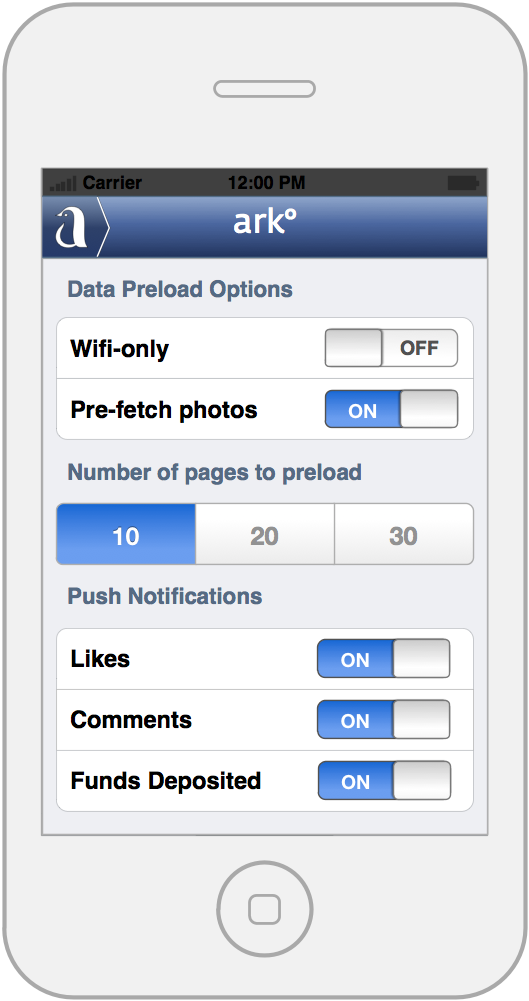 Carrier 12:00 PM
a ark°
Data Preload Options
Wifi-only OFF
Pre-fetch photos ON
Number of pages to preload
10 20 30
Push Notifications
Likes ON
Comments ON
Funds Deposited ON